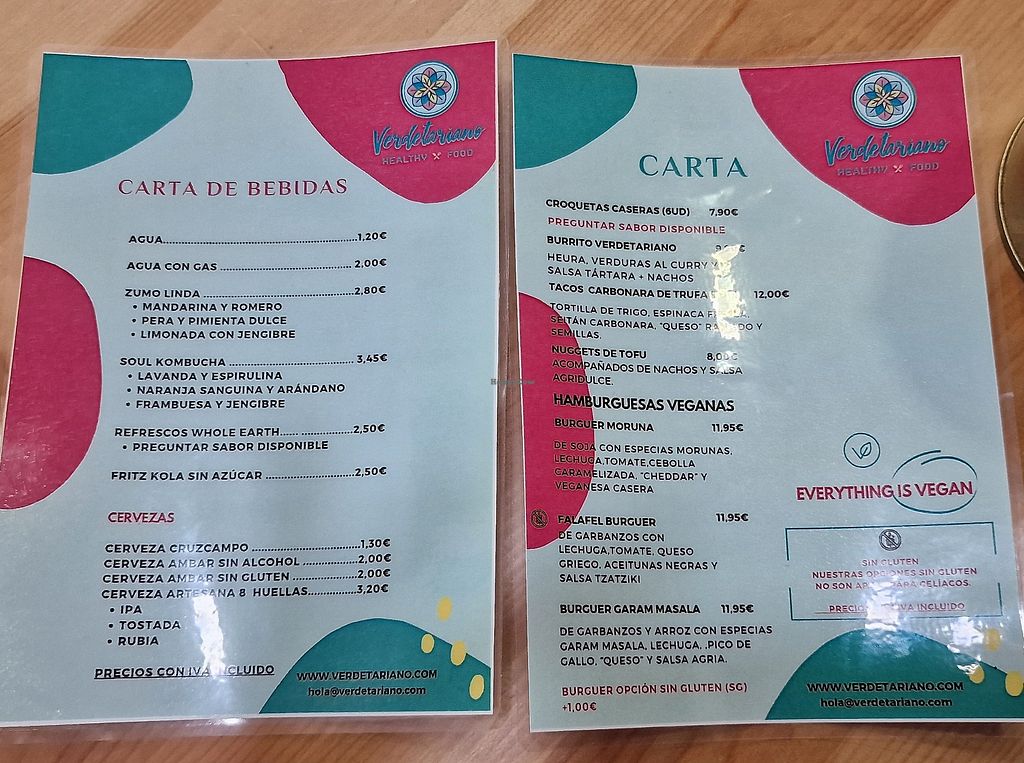 Verdetariano
HEALTHY FOOD
CARTA DE BEBIDAS
AGUA..................................................1,20€
AGUA CON GAS ..................................2,00€
ZUMO LINDA .......................................2,80€
• MANDARINA Y ROMERO
• PERA Y PIMIENTA DULCE
• LIMONADA CON JENGIBRE
SOUL KOMBUCHA .................................3,45€
• LAVANDA Y ESPIRULINA
• NARANJA SANGUINA Y ARÁNDANO
• FRAMBUESA Y JENGIBRE
REFRESCOS WHOLE EARTH...................2,50€
• PREGUNTAR SABOR DISPONIBLE
FRITZ KOLA SIN AZÚCAR .......................2,50€
CERVEZAS
CERVEZA CRUZCAMPO ...........................1,30€
CERVEZA AMBAR SIN ALCOHOL ...............2,00€
CERVEZA AMBAR SIN GLUTEN .................2,00€
CERVEZA ARTESANA 8 HUELLAS..............3,20€
• IPA
• TOSTADA
• RUBIA
PRECIOS CON IVA INCLUIDO
WWW.VERDETARIANO.COM
hola@verdetariano.com
Verdetariano
HEALTHY FOOD
CARTA
CROQUETAS CASERAS (6UD) 7,90€
PREGUNTAR SABOR DISPONIBLE
BURRITO VERDETARIANO
HEURA, VERDURAS AL CURRY Y
SALSA TÁRTARA + NACHOS
TACOS CARBONARA DE TRUFA 12,00€
TORTILLA DE TRIGO, ESPINACA
SEITÁN CARBONARA, "QUESO" Y
SEMILLAS.
NUGGETS DE TOFU 8,00€
ACOMPAÑADOS DE NACHOS Y SALSA
AGRIDULCE.
HAMBURGUESAS VEGANAS
BURGUER MORUNA 11,95€
DE SOJA CON ESPECIAS MORUNAS,
LECHUGA,TOMATE,CEBOLLA
CARAMELIZADA, "CHEDDAR" Y
VEGANESA CASERA
FALAFEL BURGUER 11,95€
DE GARBANZOS CON
LECHUGA,TOMATE, QUESO
GRIEGO, ACEITUNAS NEGRAS Y
SALSA TZATZIKI
BURGUER GARAM MASALA 11,95€
DE GARBANZOS Y ARROZ CON ESPECIAS
GARAM MASALA, LECHUGA, ,PICO DE
GALLO, "QUESO" Y SALSA AGRIA.
BURGUER OPCIÓN SIN GLUTEN (SG)
+1,00€
EVERYTHING IS VEGAN
SIN GLUTEN
NUESTRAS OPCIONES SIN GLUTEN
NO SON APTAS PARA CELÍACOS.
PRECIOS IVA INCLUIDO
WWW.VERDETARIANO.COM
hola@verdetariano.com